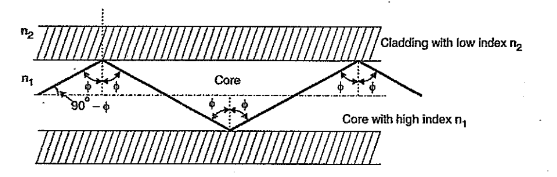 n₂
Cladding with low index n₂
n₁
Core
ϕ ϕ
ϕ ϕ
ϕ ϕ
90° – ϕ
Core with high index n₁